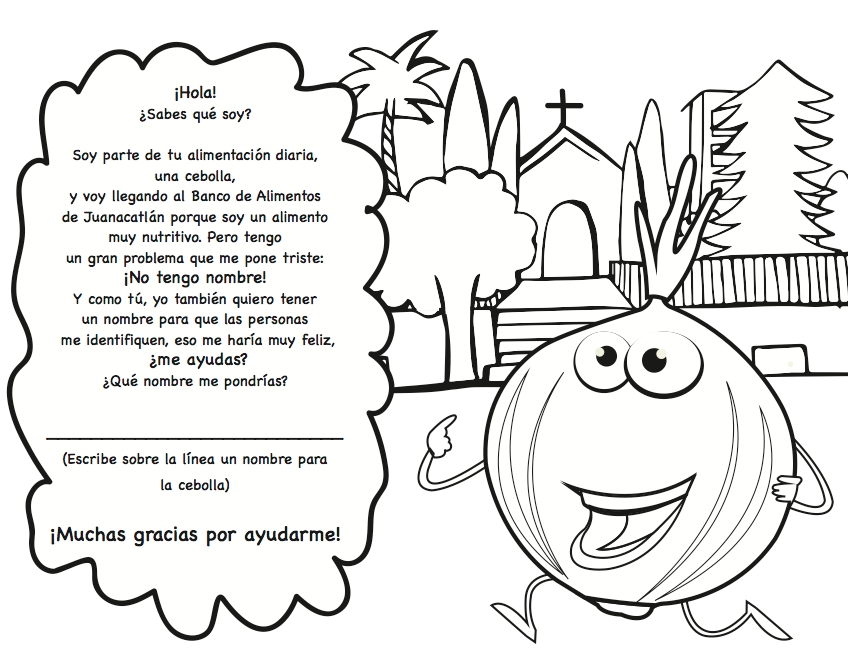 ¡Hola!
¿Sabes qué soy?
Soy parte de tu alimentación diaria,
una cebolla,
y voy llegando al Banco de Alimentos
de Juanacatlán porque soy un alimento
muy nutritivo. Pero tengo
un gran problema que me pone triste:
¡No tengo nombre!
Y como tú, yo también quiero tener
un nombre para que las personas
me identifiquen, eso me haría muy feliz,
¿me ayudas?
¿Qué nombre me pondrías?
(Escribe sobre la línea un nombre para
la cebolla)
¡Muchas gracias por ayudarme!